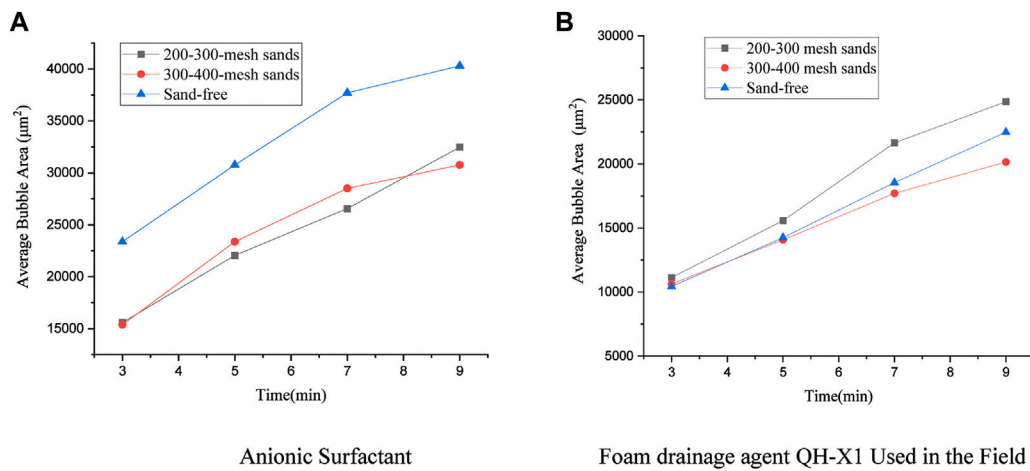 A
200-300-mesh sands
300-400-mesh sands
Sand-free
40000
35000
30000
25000
20000
15000
Average Bubble Area (μm²)
3 4 5 6 7 8 9
Time(min)
Anionic Surfactant
B
200-300 mesh sands
300-400 mesh sands
Sand-free
30000
25000
20000
15000
10000
5000
Average Bubble Area (μm²)
3 4 5 6 7 8 9
Time(min)
Foam drainage agent QH-X1 Used in the Field